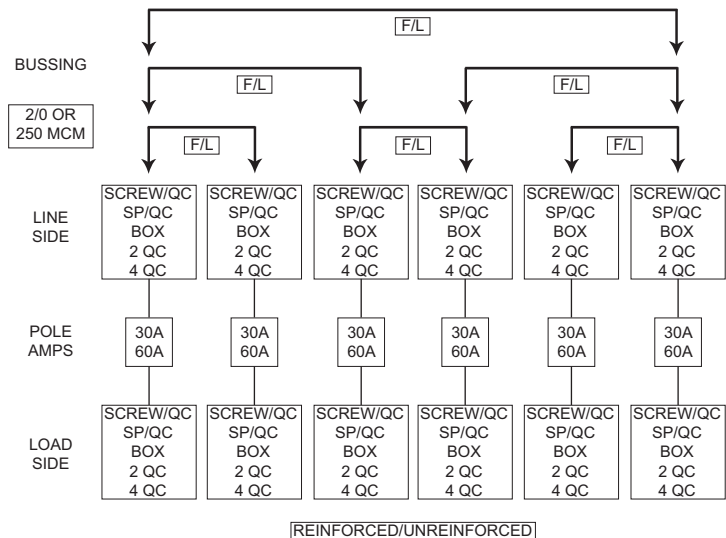 F/L
BUSSING
F/L F/L
2/0 OR
250 MCM
F/L F/L F/L
LINE
SIDE
SCREW/QC SCREW/QC SCREW/QC SCREW/QC SCREW/QC SCREW/QC
SP/QC SP/QC SP/QC SP/QC SP/QC SP/QC
BOX BOX BOX BOX BOX BOX
2 QC 2 QC 2 QC 2 QC 2 QC 2 QC
4 QC 4 QC 4 QC 4 QC 4 QC 4 QC
POLE
AMPS
30A 30A 30A 30A 30A 30A
60A 60A 60A 60A 60A 60A
LOAD
SIDE
SCREW/QC SCREW/QC SCREW/QC SCREW/QC SCREW/QC SCREW/QC
SP/QC SP/QC SP/QC SP/QC SP/QC SP/QC
BOX BOX BOX BOX BOX BOX
2 QC 2 QC 2 QC 2 QC 2 QC 2 QC
4 QC 4 QC 4 QC 4 QC 4 QC 4 QC
REINFORCED/UNREINFORCED